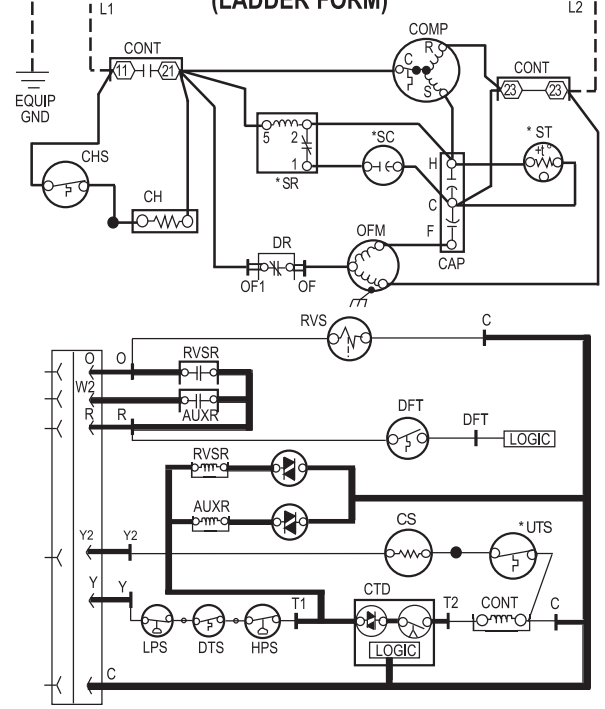 (LADDER FORM)
L1
L2
COMP
R
C
S
CONT
11
21
CONT
23
23
EQUIP
GND
CHS
CH
5
2
1
*SR
*SC
* ST
+t°
H
C
F
CAP
DR
OF1
OF
OFM
RVS
C
O
O
RVSR
W2
AUXR
R
R
DFT
DFT
LOGIC
RVSR
AUXR
Y2
Y2
CS
* UTS
Y
Y
T1
CTD
T2
CONT
C
LPS
DTS
HPS
LOGIC
C